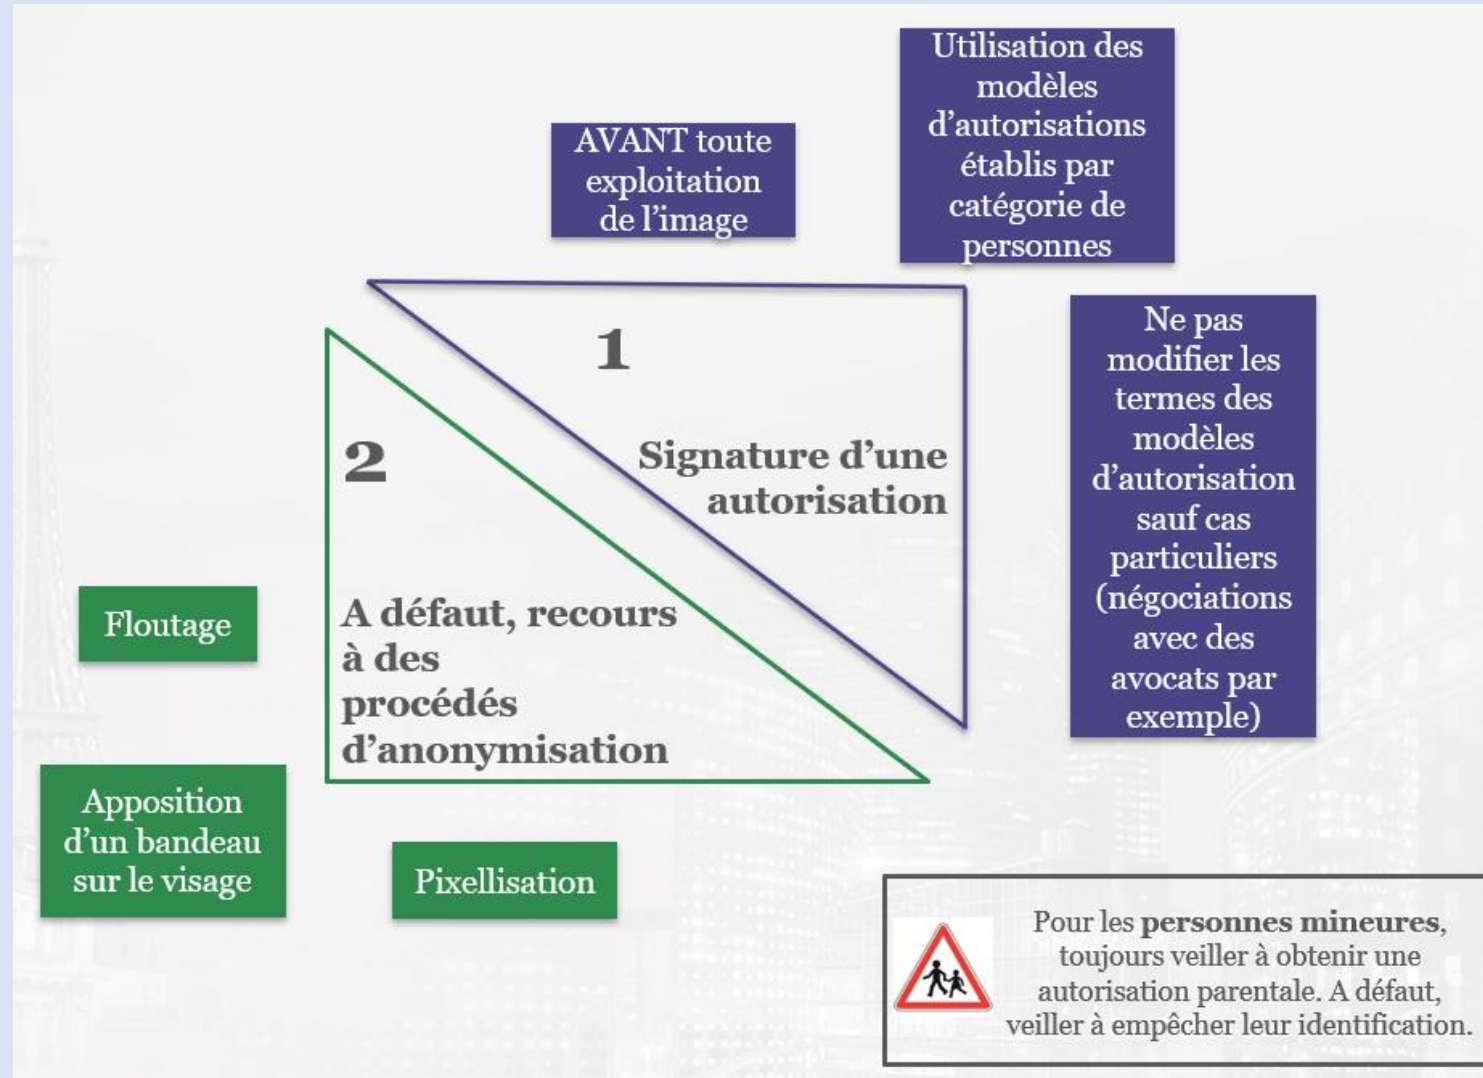 Utilisation des
modèles
d’autorisations
établis par
catégorie de
personnes
AVANT toute
exploitation
de l’image
Ne pas
modifier les
termes des
modèles
d’autorisation
sauf cas
particuliers
(négociations
avec des
avocats par
exemple)
1
Signature d’une
autorisation
2
A défaut, recours
à des
procédés
d’anonymisation
Floutage
Apposition
d’un bandeau
sur le visage
Pixellisation
Pour les personnes mineures,
toujours veiller à obtenir une
autorisation parentale. A défaut,
veiller à empêcher leur identification.